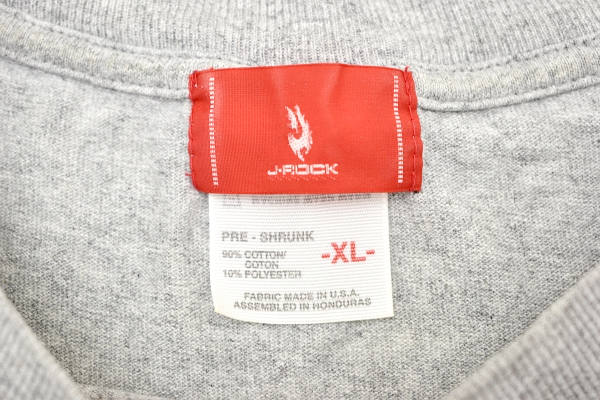 J·ROCK
PRE - SHRUNK
-XL-
90% COTTON/
COTON
10% POLYESTER
FABRIC MADE IN U.S.A.
ASSEMBLED IN HONDURAS